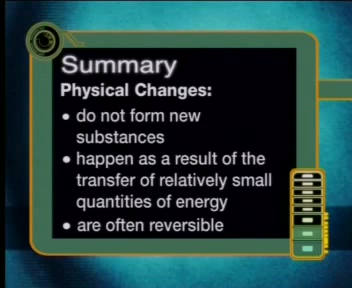 Summary
Physical Changes:
• do not form new
substances
• happen as a result of the
transfer of relatively small
quantities of energy
• are often reversible